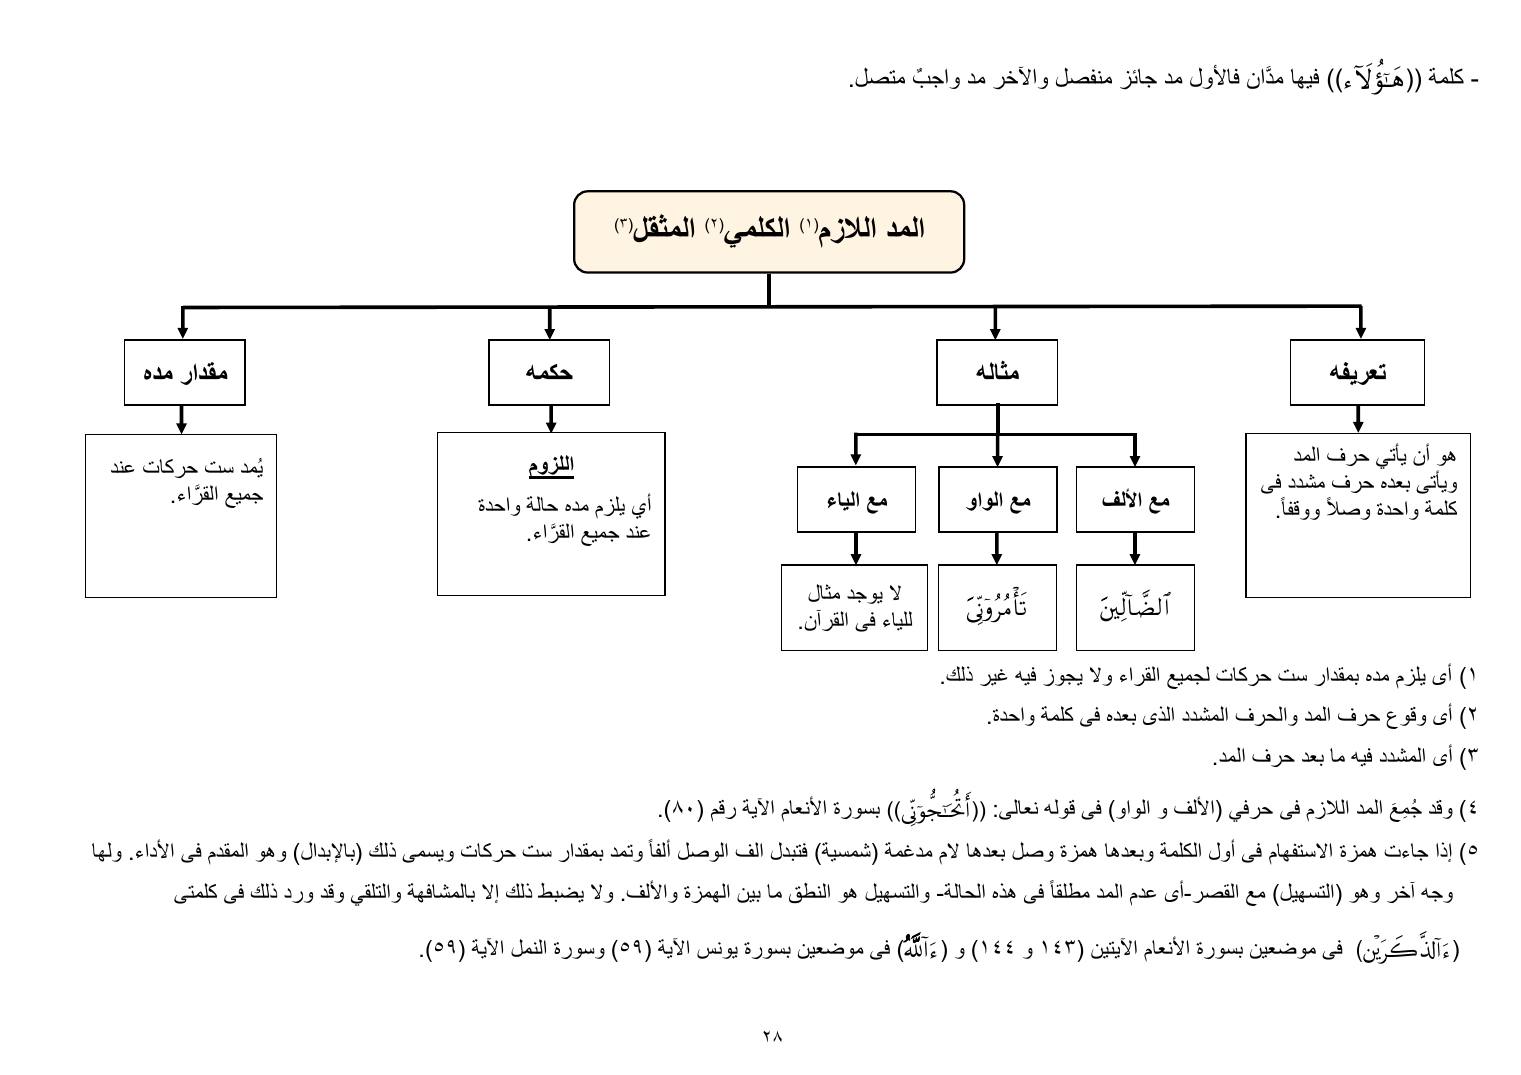 - كلمة ((هَـٰٓؤُلَآءِ)) فيها مدَّان فالأول مد جائز منفصل والآخر مد واجبٌ متصل.
المد اللازم(١) الكلمي(٢) المثقل(٣)
تعريفه
مثاله
حكمه
مقدار مده
هو أن يأتي حرف المد
ويأتى بعده حرف مشدد فى
كلمة واحدة وصلاً ووقفاً.
مع الألف
مع الواو
مع الياء
ٱلضَّآلِّينَ
تَأۡمُرُوٓنِّىٓ
لا يوجد مثال
للياء فى القرآن.
اللزوم
أي يلزم مده حالة واحدة
عند جميع القرَّاء.
يُمد ست حركات عند
جميع القرَّاء.
١) أى يلزم مده بمقدار ست حركات لجميع القراء ولا يجوز فيه غير ذلك.
٢) أى وقوع حرف المد والحرف المشدد الذى بعده فى كلمة واحدة.
٣) أى المشدد فيه ما بعد حرف المد.
٤) وقد جُمِعَ المد اللازم فى حرفي (الألف و الواو) فى قوله تعالى: ((أَتُحَـٰٓجُّوٓنِّى)) بسورة الأنعام الآية رقم (٨٠).
٥) إذا جاءت همزة الاستفهام فى أول الكلمة وبعدها همزة وصل بعدها لام مدغمة (شمسية) فتبدل الف الوصل ألفاً وتمد بمقدار ست حركات ويسمى ذلك (بالإبدال) وهو المقدم فى الأداء. ولها
وجه آخر وهو (التسهيل) مع القصر-أى عدم المد مطلقاً فى هذه الحالة- والتسهيل هو النطق ما بين الهمزة والألف. ولا يضبط ذلك إلا بالمشافهة والتلقي وقد ورد ذلك فى كلمتى
(ءَآلذَّكَرَيۡنِ) فى موضعين بسورة الأنعام الآيتين (١٤٣ و ١٤٤) و (ءَآللَّهُ) فى موضعين بسورة يونس الآية (٥٩) وسورة النمل الآية (٥٩).
٢٨